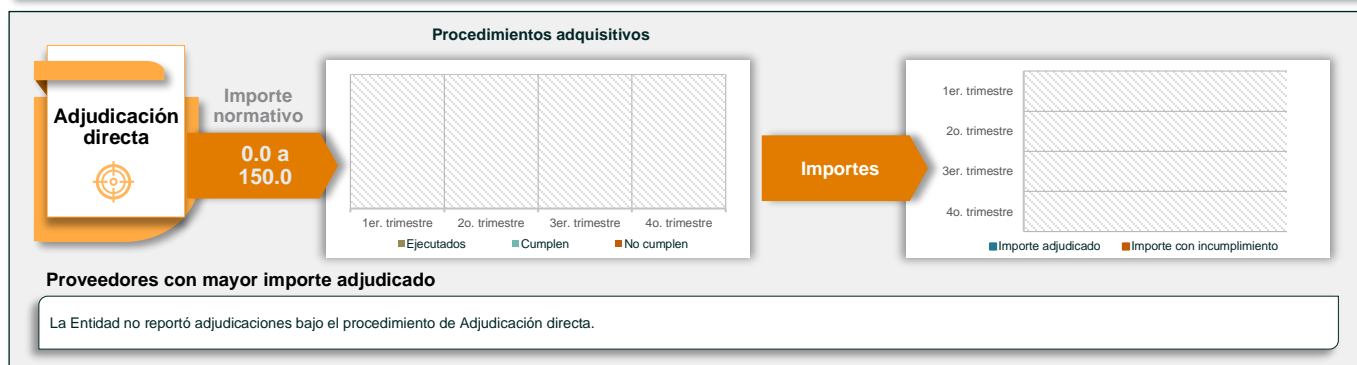 Procedimientos adquisitivos
Adjudicación
directa
Importe
normativo
0.0 a
150.0
1er. trimestre
2o. trimestre
3er. trimestre
4o. trimestre
Ejecutados
Cumplen
No cumplen
Importes
1er. trimestre
2o. trimestre
3er. trimestre
4o. trimestre
Importe adjudicado
Importe con incumplimiento
Proveedores con mayor importe adjudicado
La Entidad no reportó adjudicaciones bajo el procedimiento de Adjudicación directa.